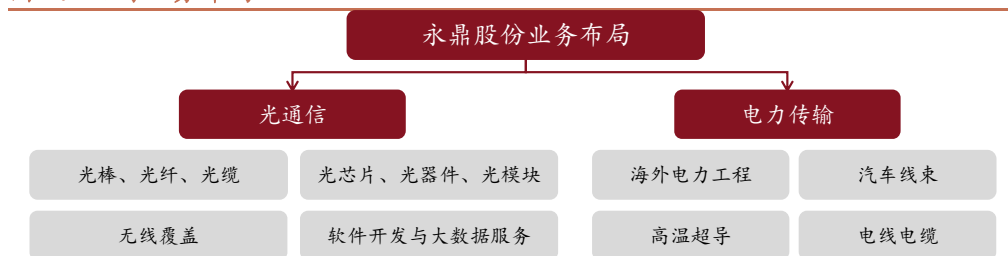 永鼎股份业务布局
光通信 电力传输
光棒、光纤、光缆 光芯片、光器件、光模块 海外电力工程 汽车线束
无线覆盖 软件开发与大数据服务 高温超导 电线电缆